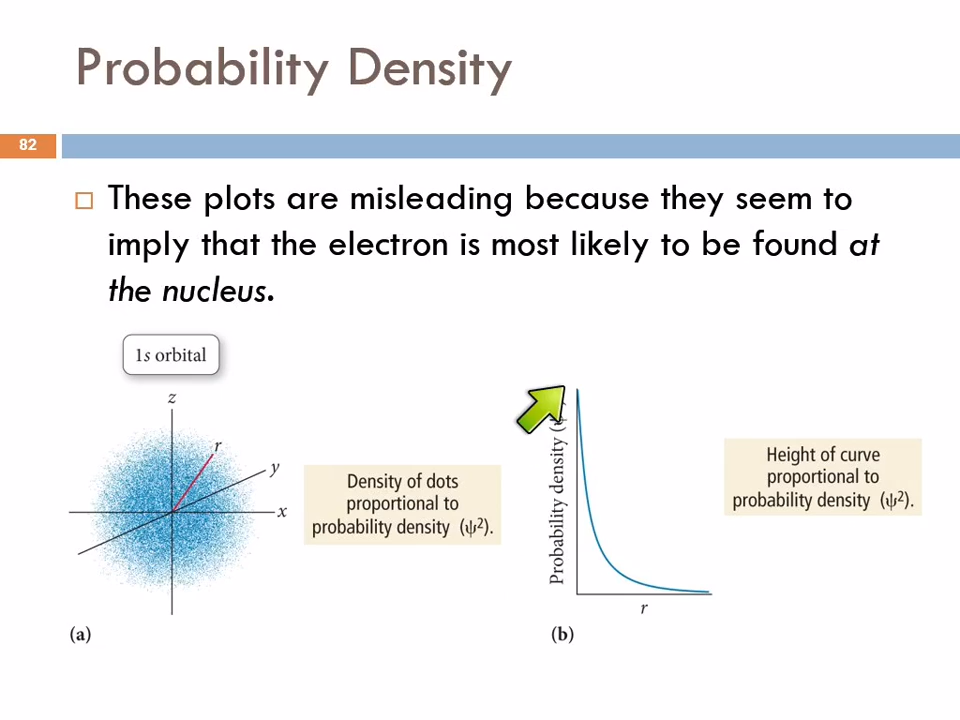 Probability Density
82
These plots are misleading because they seem to
imply that the electron is most likely to be found at
the nucleus.
1s orbital
z
r
y
x
Density of dots
proportional to
probability density (ψ²).
(a)
Probability density (ψ
r
Height of curve
proportional to
probability density (ψ²).
(b)